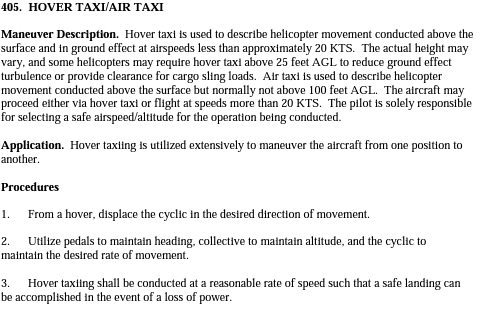 405. HOVER TAXI/AIR TAXI
Maneuver Description. Hover taxi is used to describe helicopter movement conducted above the
surface and in ground effect at airspeeds less than approximately 20 KTS. The actual height may
vary, and some helicopters may require hover taxi above 25 feet AGL to reduce ground effect
turbulence or provide clearance for cargo sling loads. Air taxi is used to describe helicopter
movement conducted above the surface but normally not above 100 feet AGL. The aircraft may
proceed either via hover taxi or flight at speeds more than 20 KTS. The pilot is solely responsible
for selecting a safe airspeed/altitude for the operation being conducted.
Application. Hover taxiing is utilized extensively to maneuver the aircraft from one position to
another.
Procedures
1. From a hover, displace the cyclic in the desired direction of movement.
2. Utilize pedals to maintain heading, collective to maintain altitude, and the cyclic to
maintain the desired rate of movement.
3. Hover taxiing shall be conducted at a reasonable rate of speed such that a safe landing can
be accomplished in the event of a loss of power.